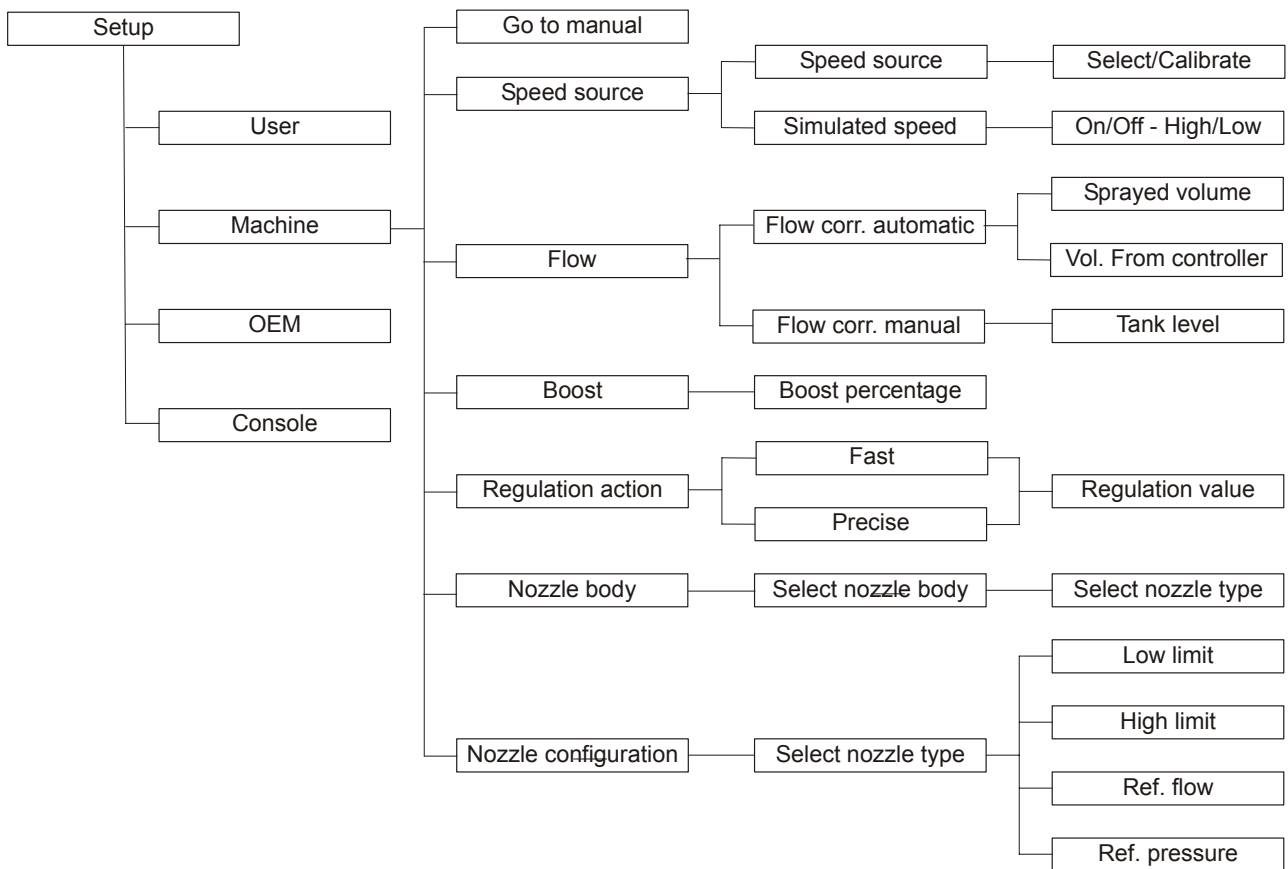 Setup
User
Machine
OEM
Console
Go to manual
Speed source
Speed source
Select/Calibrate
Simulated speed
On/Off - High/Low
Flow
Flow corr. automatic
Sprayed volume
Vol. From controller
Flow corr. manual
Tank level
Boost
Boost percentage
Regulation action
Fast
Precise
Regulation value
Nozzle body
Select nozzle body
Select nozzle type
Nozzle configuration
Select nozzle type
Low limit
High limit
Ref. flow
Ref. pressure